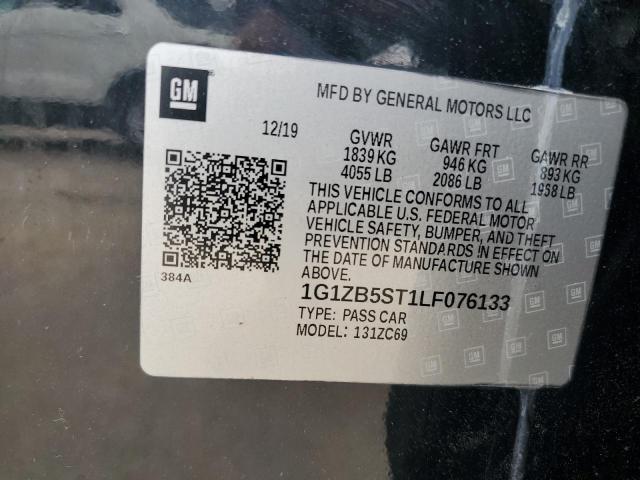 GM
MFD BY GENERAL MOTORS LLC
12/19
GVWR
1839 KG
4055 LB
GAWR FRT
946 KG
2086 LB
GAWR RR
893 KG
1968 LB
THIS VEHICLE CONFORMS TO ALL
APPLICABLE U.S. FEDERAL MOTOR
VEHICLE SAFETY, BUMPER, AND THEFT
PREVENTION STANDARDS IN EFFECT ON
THE DATE OF MANUFACTURE SHOWN
ABOVE.
384A
1G1ZB5ST1LF076133
TYPE: PASS CAR
MODEL: 131ZC69